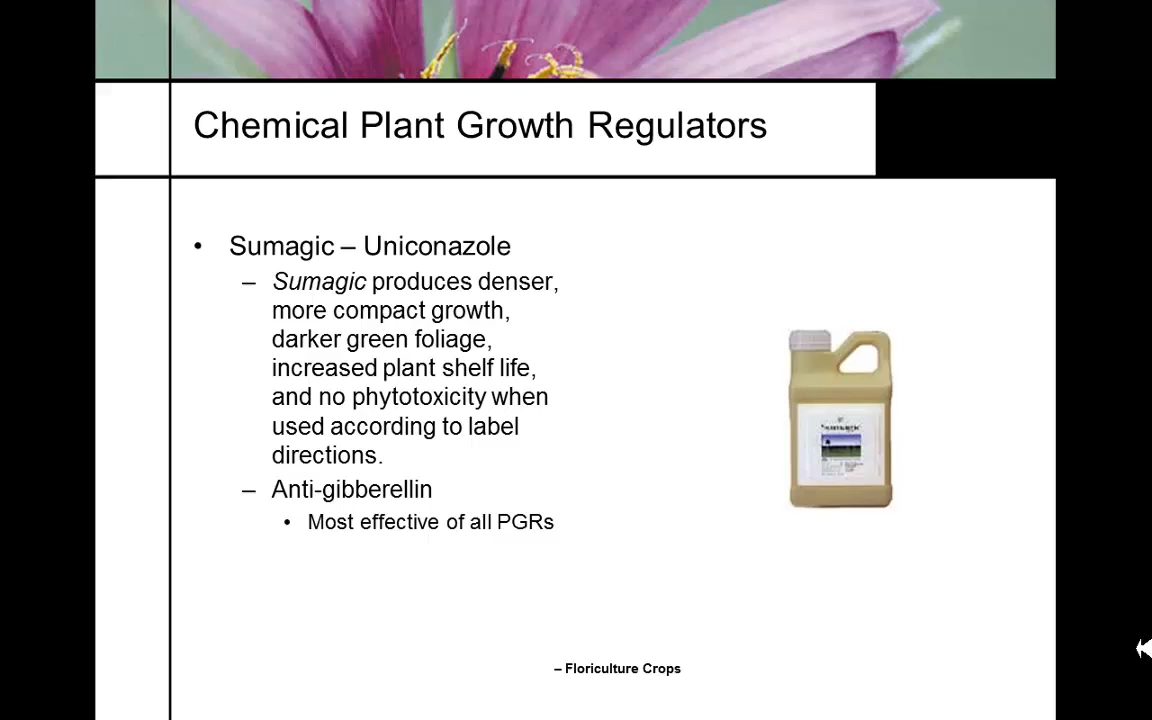 Chemical Plant Growth Regulators
• Sumagic – Uniconazole
– Sumagic produces denser,
more compact growth,
darker green foliage,
increased plant shelf life,
and no phytotoxicity when
used according to label
directions.
– Anti-gibberellin
• Most effective of all PGRs
Sumagic
– Floriculture Crops